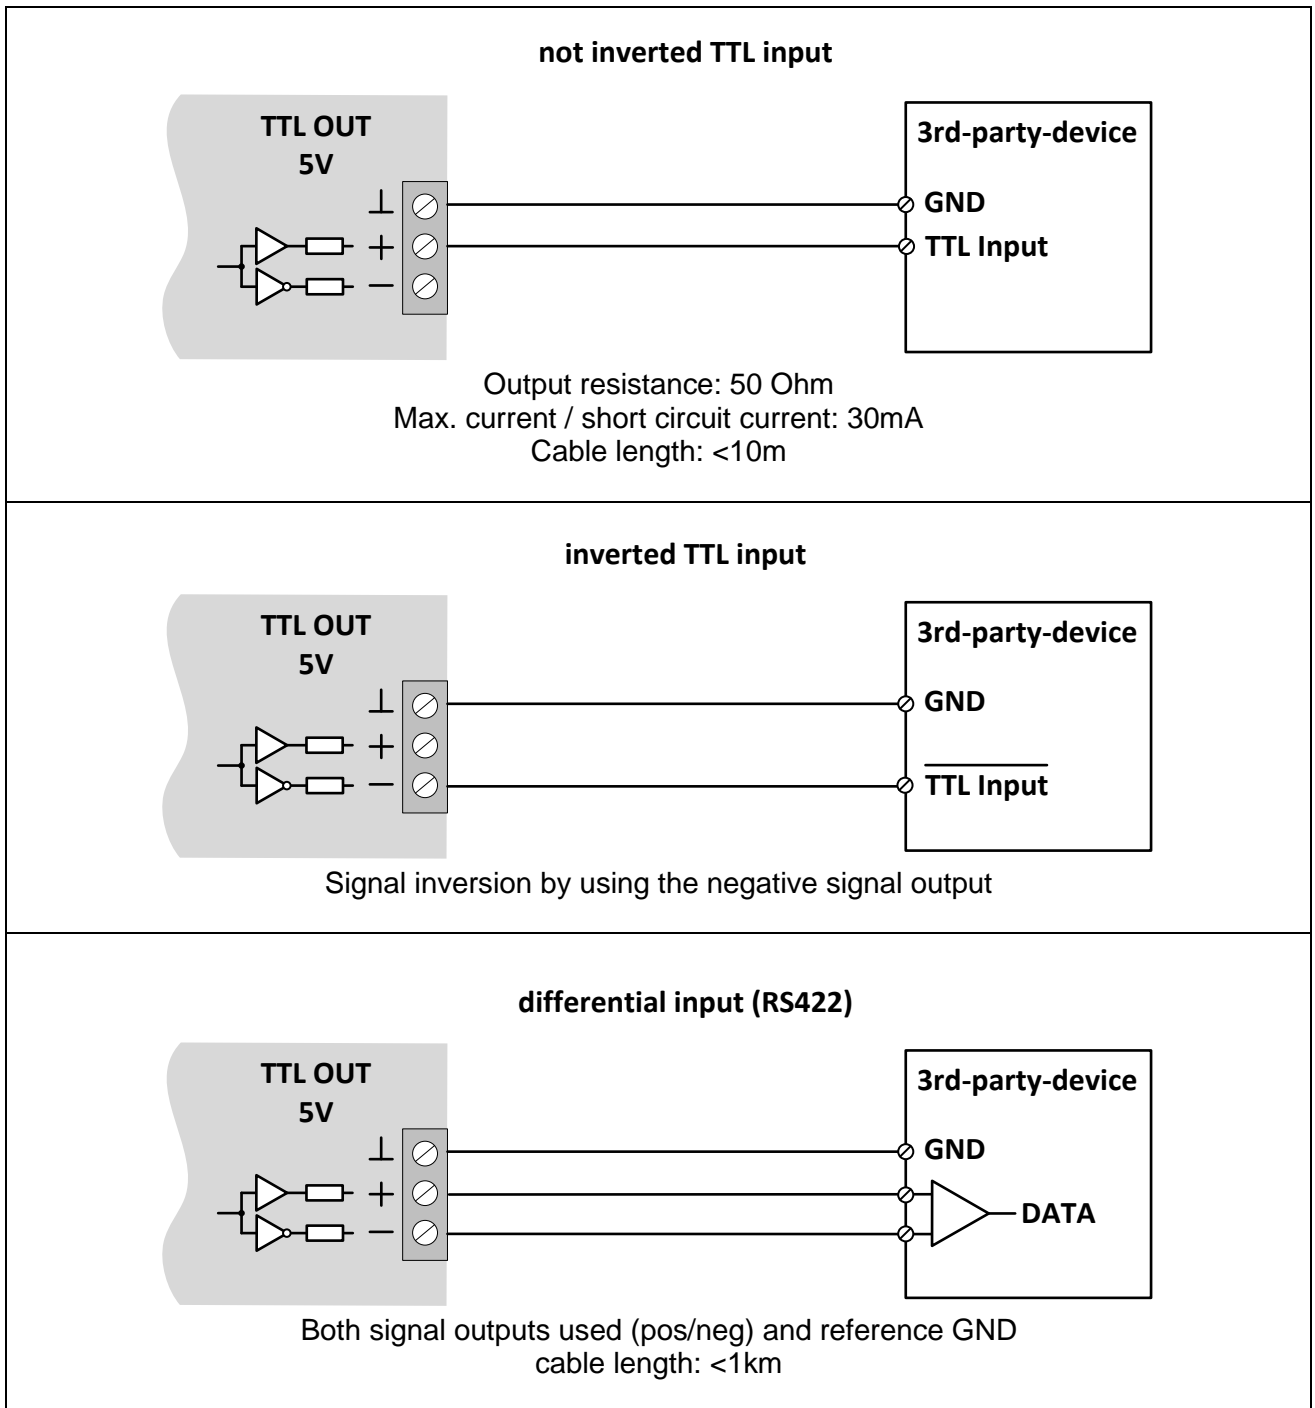 not inverted TTL input
TTL OUT
5V
⊥
+
−
3rd-party-device
GND
TTL Input
Output resistance: 50 Ohm
Max. current / short circuit current: 30mA
Cable length: <10m
inverted TTL input
TTL OUT
5V
⊥
+
−
3rd-party-device
GND
TTL Input
Signal inversion by using the negative signal output
differential input (RS422)
TTL OUT
5V
⊥
+
−
3rd-party-device
GND
DATA
Both signal outputs used (pos/neg) and reference GND
cable length: <1km